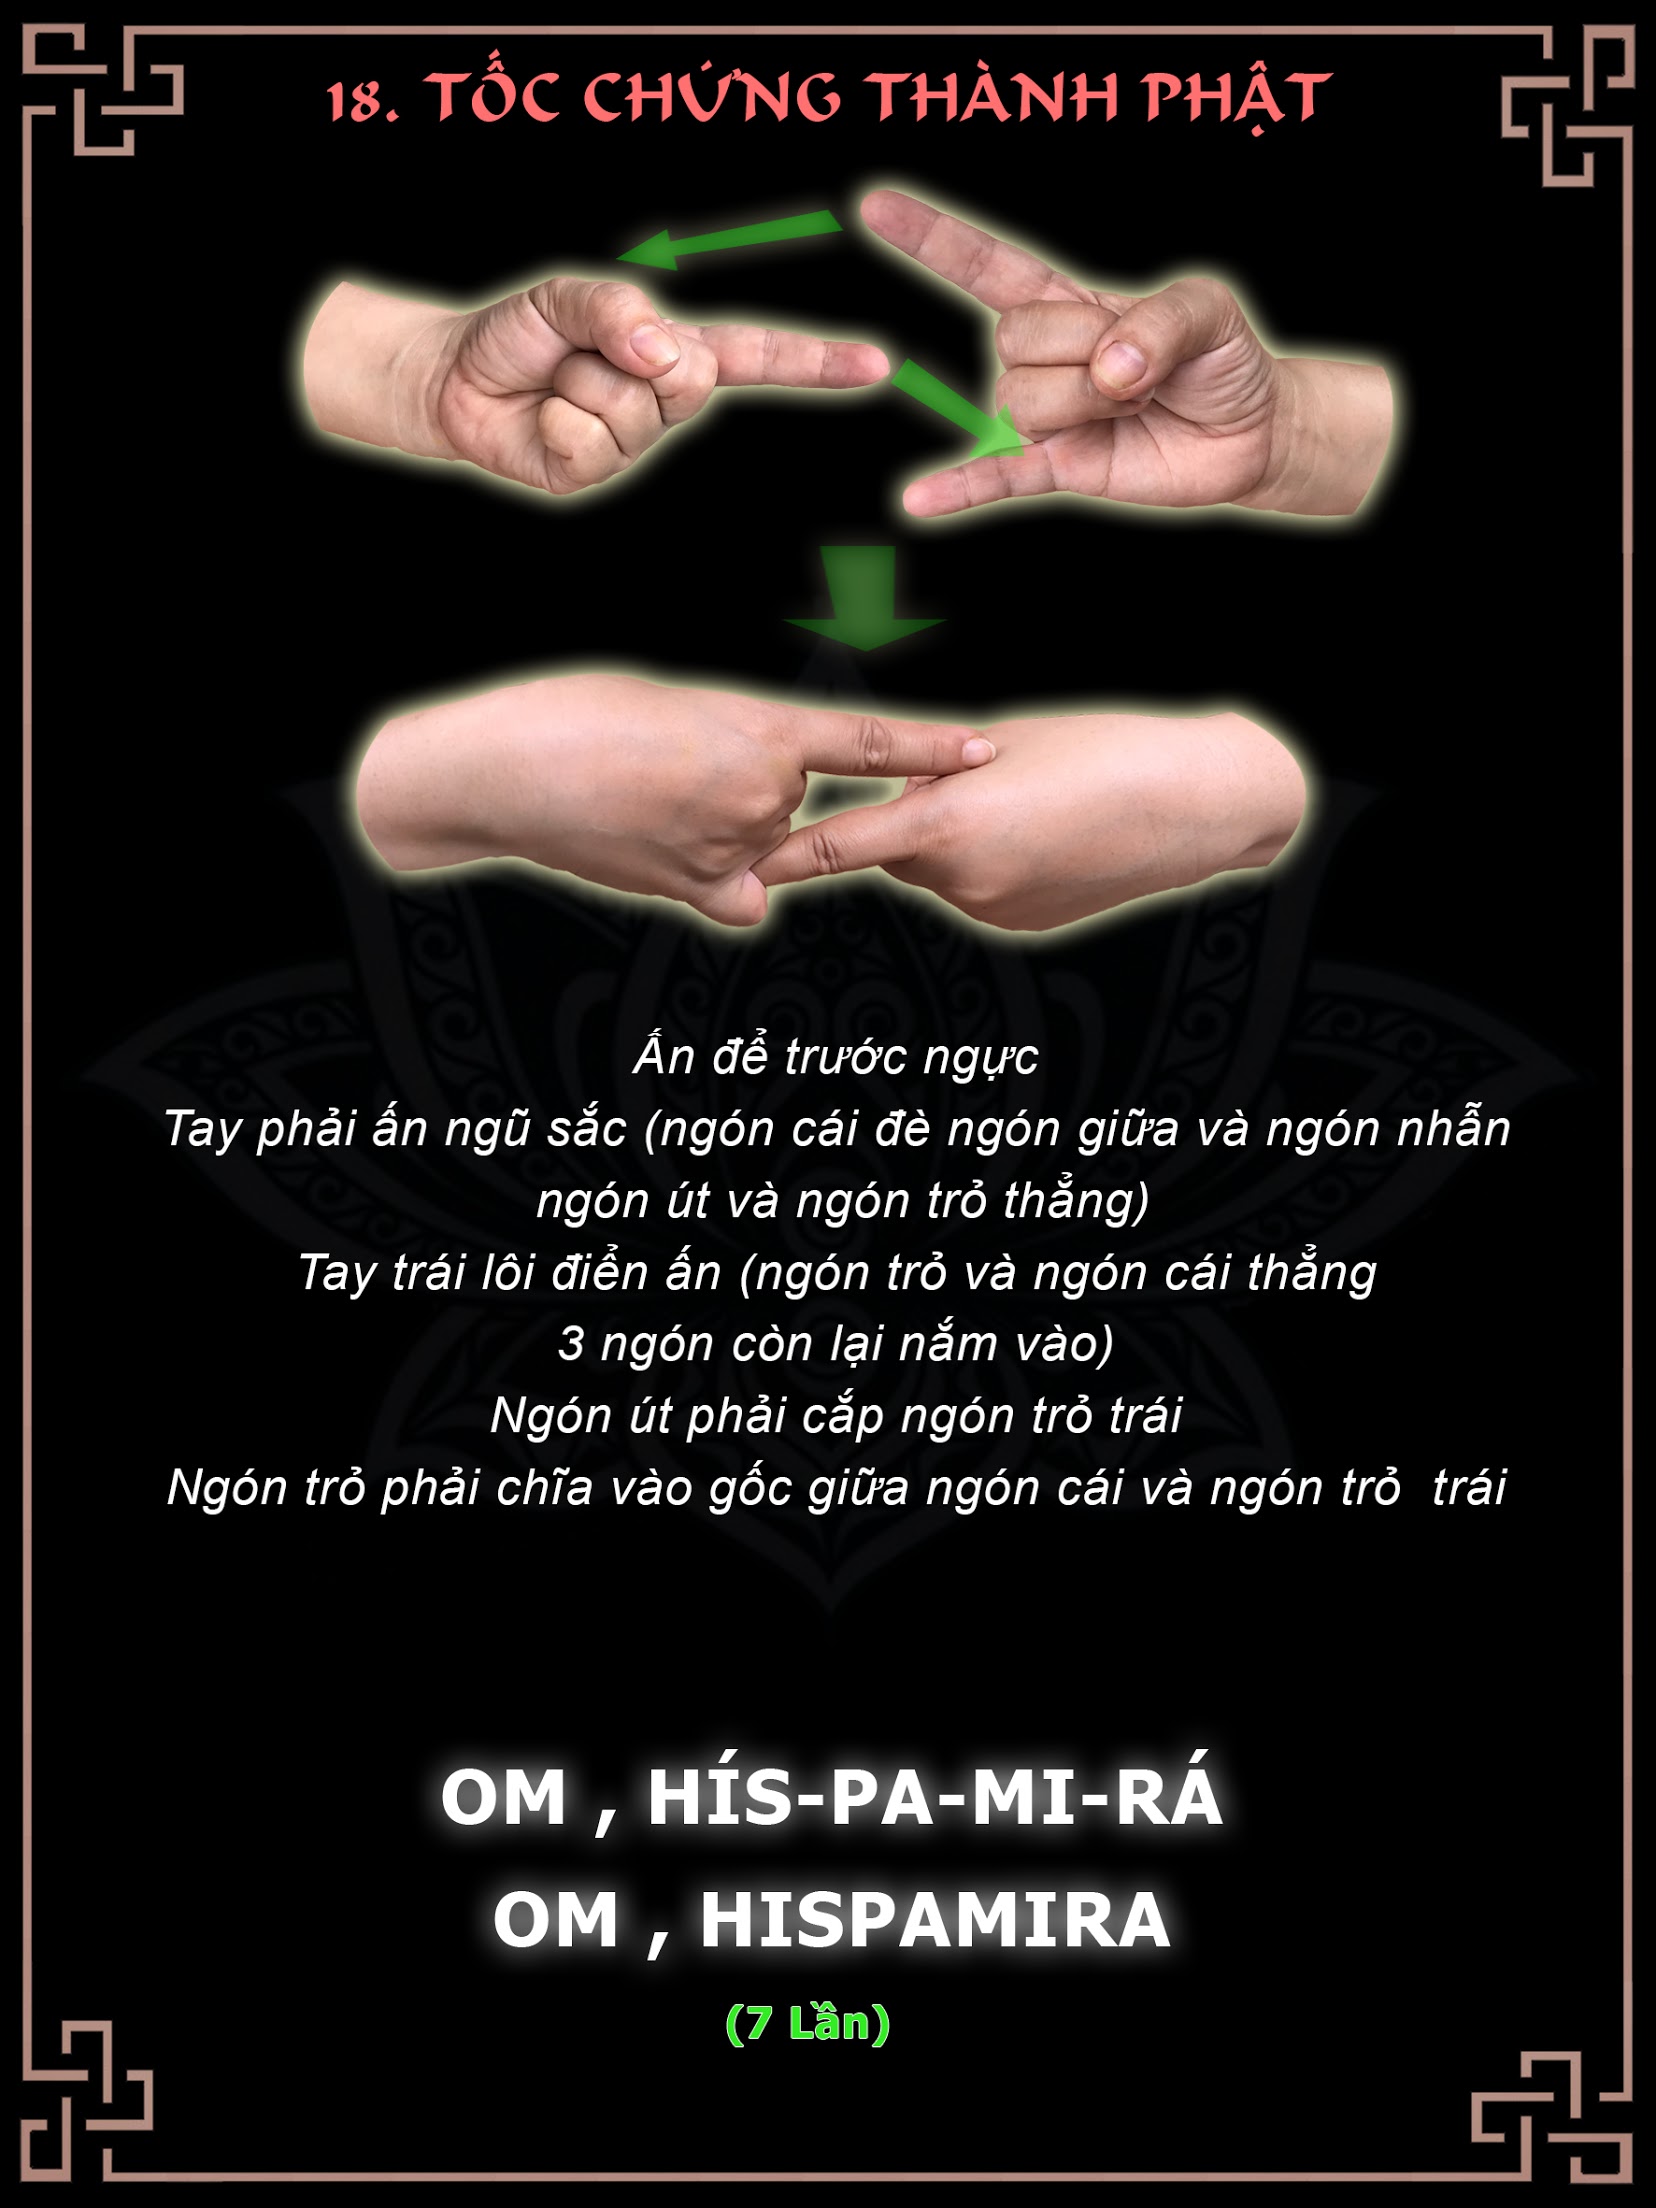 18. TỐC CHỨNG THÀNH PHẬT
Ấn để trước ngực
Tay phải ấn ngũ sắc (ngón cái đè ngón giữa và ngón nhẫn
ngón út và ngón trỏ thẳng)
Tay trái lôi điển ấn (ngón trỏ và ngón cái thẳng
3 ngón còn lại nắm vào)
Ngón út phải cắp ngón trỏ trái
Ngón trỏ phải chĩa vào gốc giữa ngón cái và ngón trỏ  trái
OM , HÍS-PA-MI-RÁ
OM , HISPAMIRA
(7 Lần)